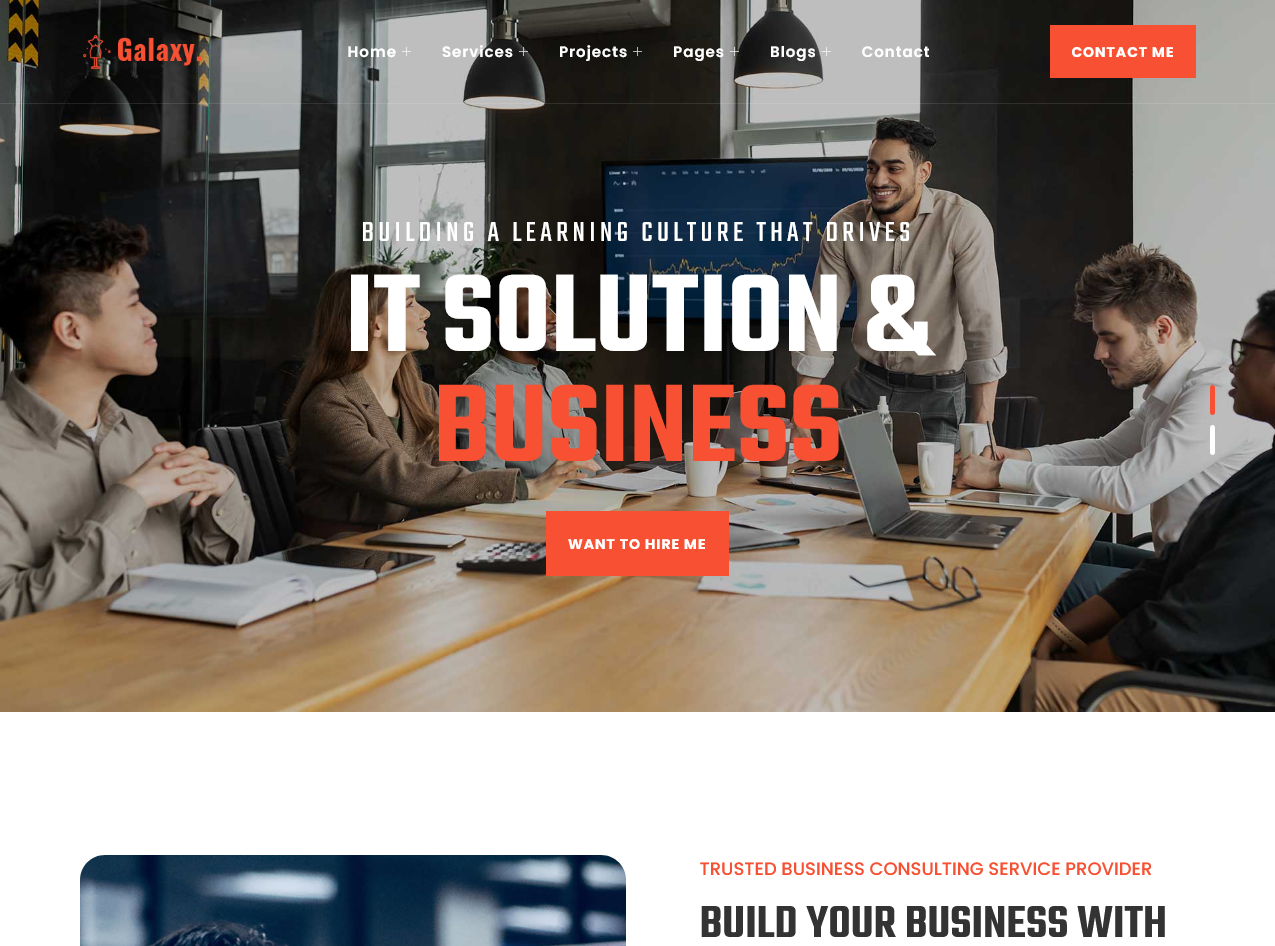 Galaxy.
Home + Services + Projects + Pages + Blogs + Contact
CONTACT ME
BUILDING A LEARNING CULTURE THAT DRIVES
IT SOLUTION &
BUSINESS
WANT TO HIRE ME
TRUSTED BUSINESS CONSULTING SERVICE PROVIDER
BUILD YOUR BUSINESS WITH